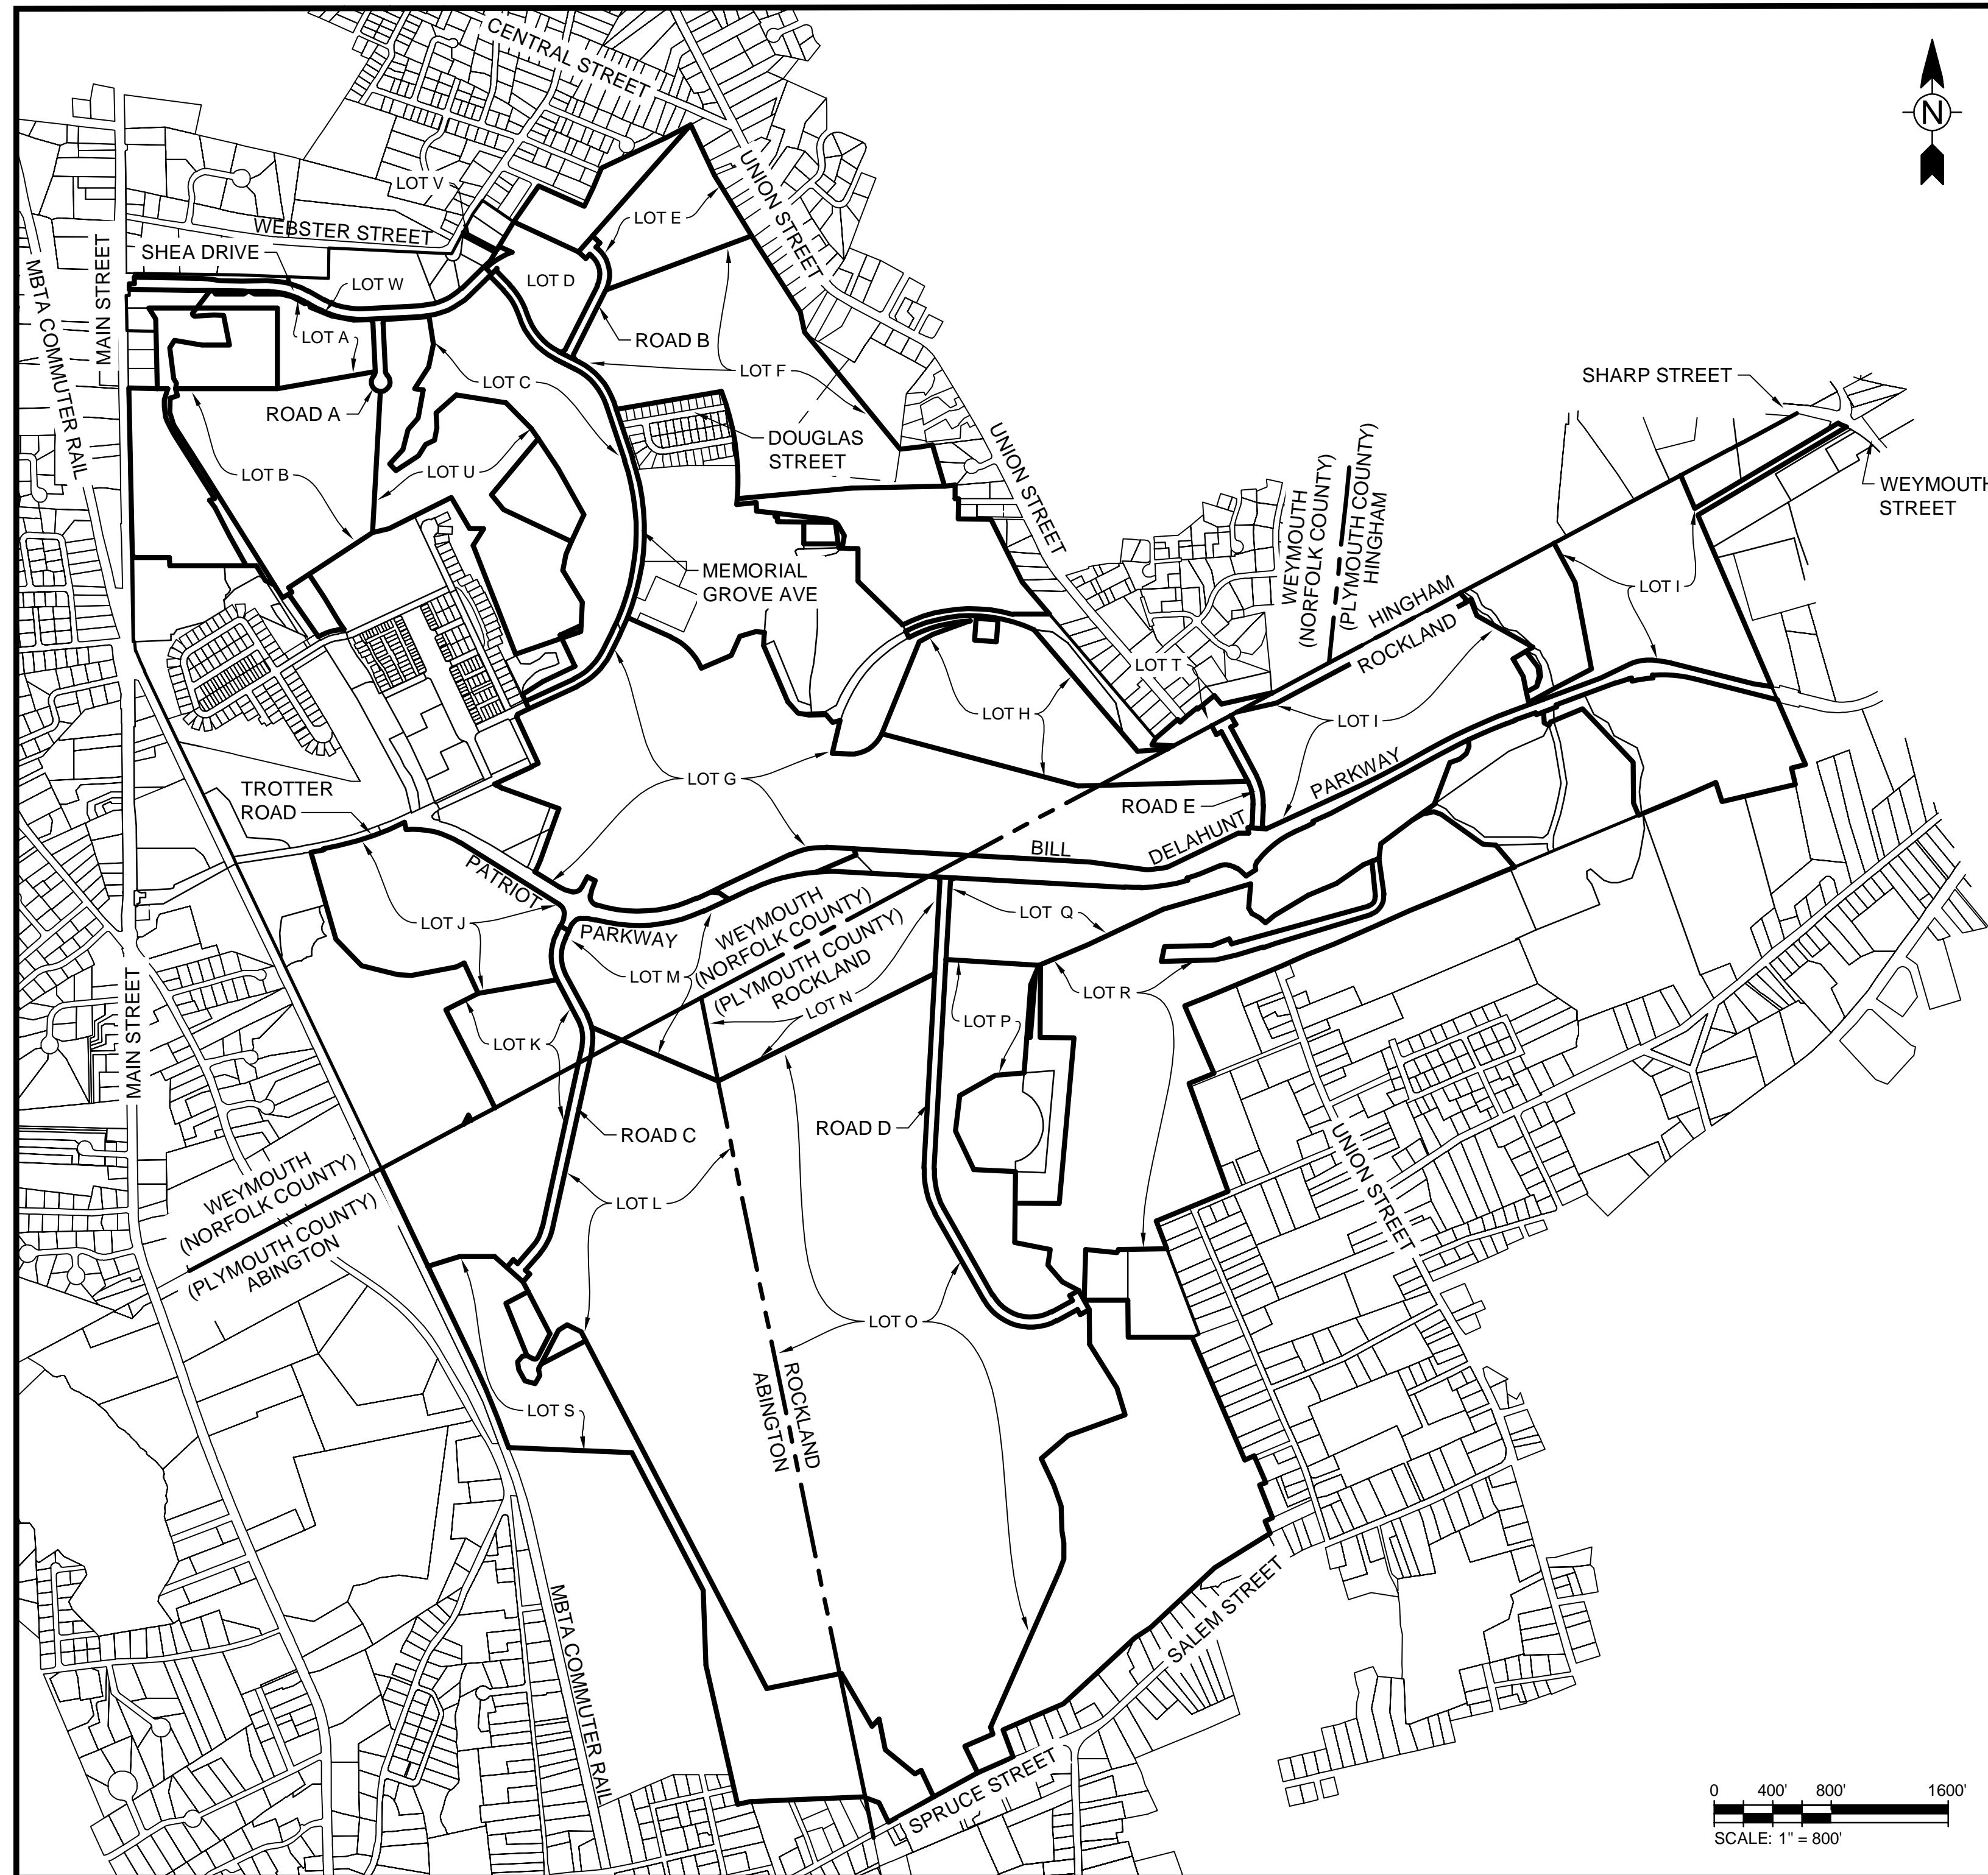 CENTRAL STREET
N
UNION STREET
LOT V
LOT E
WEBSTER STREET
SHEA DRIVE
MAIN STREET
MBTA COMMUTER RAIL
LOT W
LOT D
LOT A
ROAD B
LOT F
LOT C
ROAD A
SHARP STREET
DOUGLAS
STREET
UNION STREET
LOT B
LOT U
WEYMOUTH
(NORFOLK COUNTY)
(PLYMOUTH COUNTY)
HINGHAM
WEYMOUTH
STREET
MEMORIAL
GROVE AVE
HINGHAM
ROCKLAND
LOT I
LOT T
LOT H
LOT I
LOT G
TROTTER
ROAD
PARKWAY
ROAD E
BILL
DELAHUNT
PATRIOT
PARKWAY
LOT J
LOT M
WEYMOUTH
(NORFOLK COUNTY)
(PLYMOUTH COUNTY)
ROCKLAND
LOT N
LOT Q
LOT R
LOT P
LOT K
MAIN STREET
ROAD C
ROAD D
UNION STREET
WEYMOUTH
(NORFOLK COUNTY)
(PLYMOUTH COUNTY)
ABINGTON
LOT L
LOT O
LOT S
ROCKLAND
ABINGTON
MBTA COMMUTER RAIL
SALEM STREET
SPRUCE STREET
0 400' 800' 1600'
SCALE: 1" = 800'